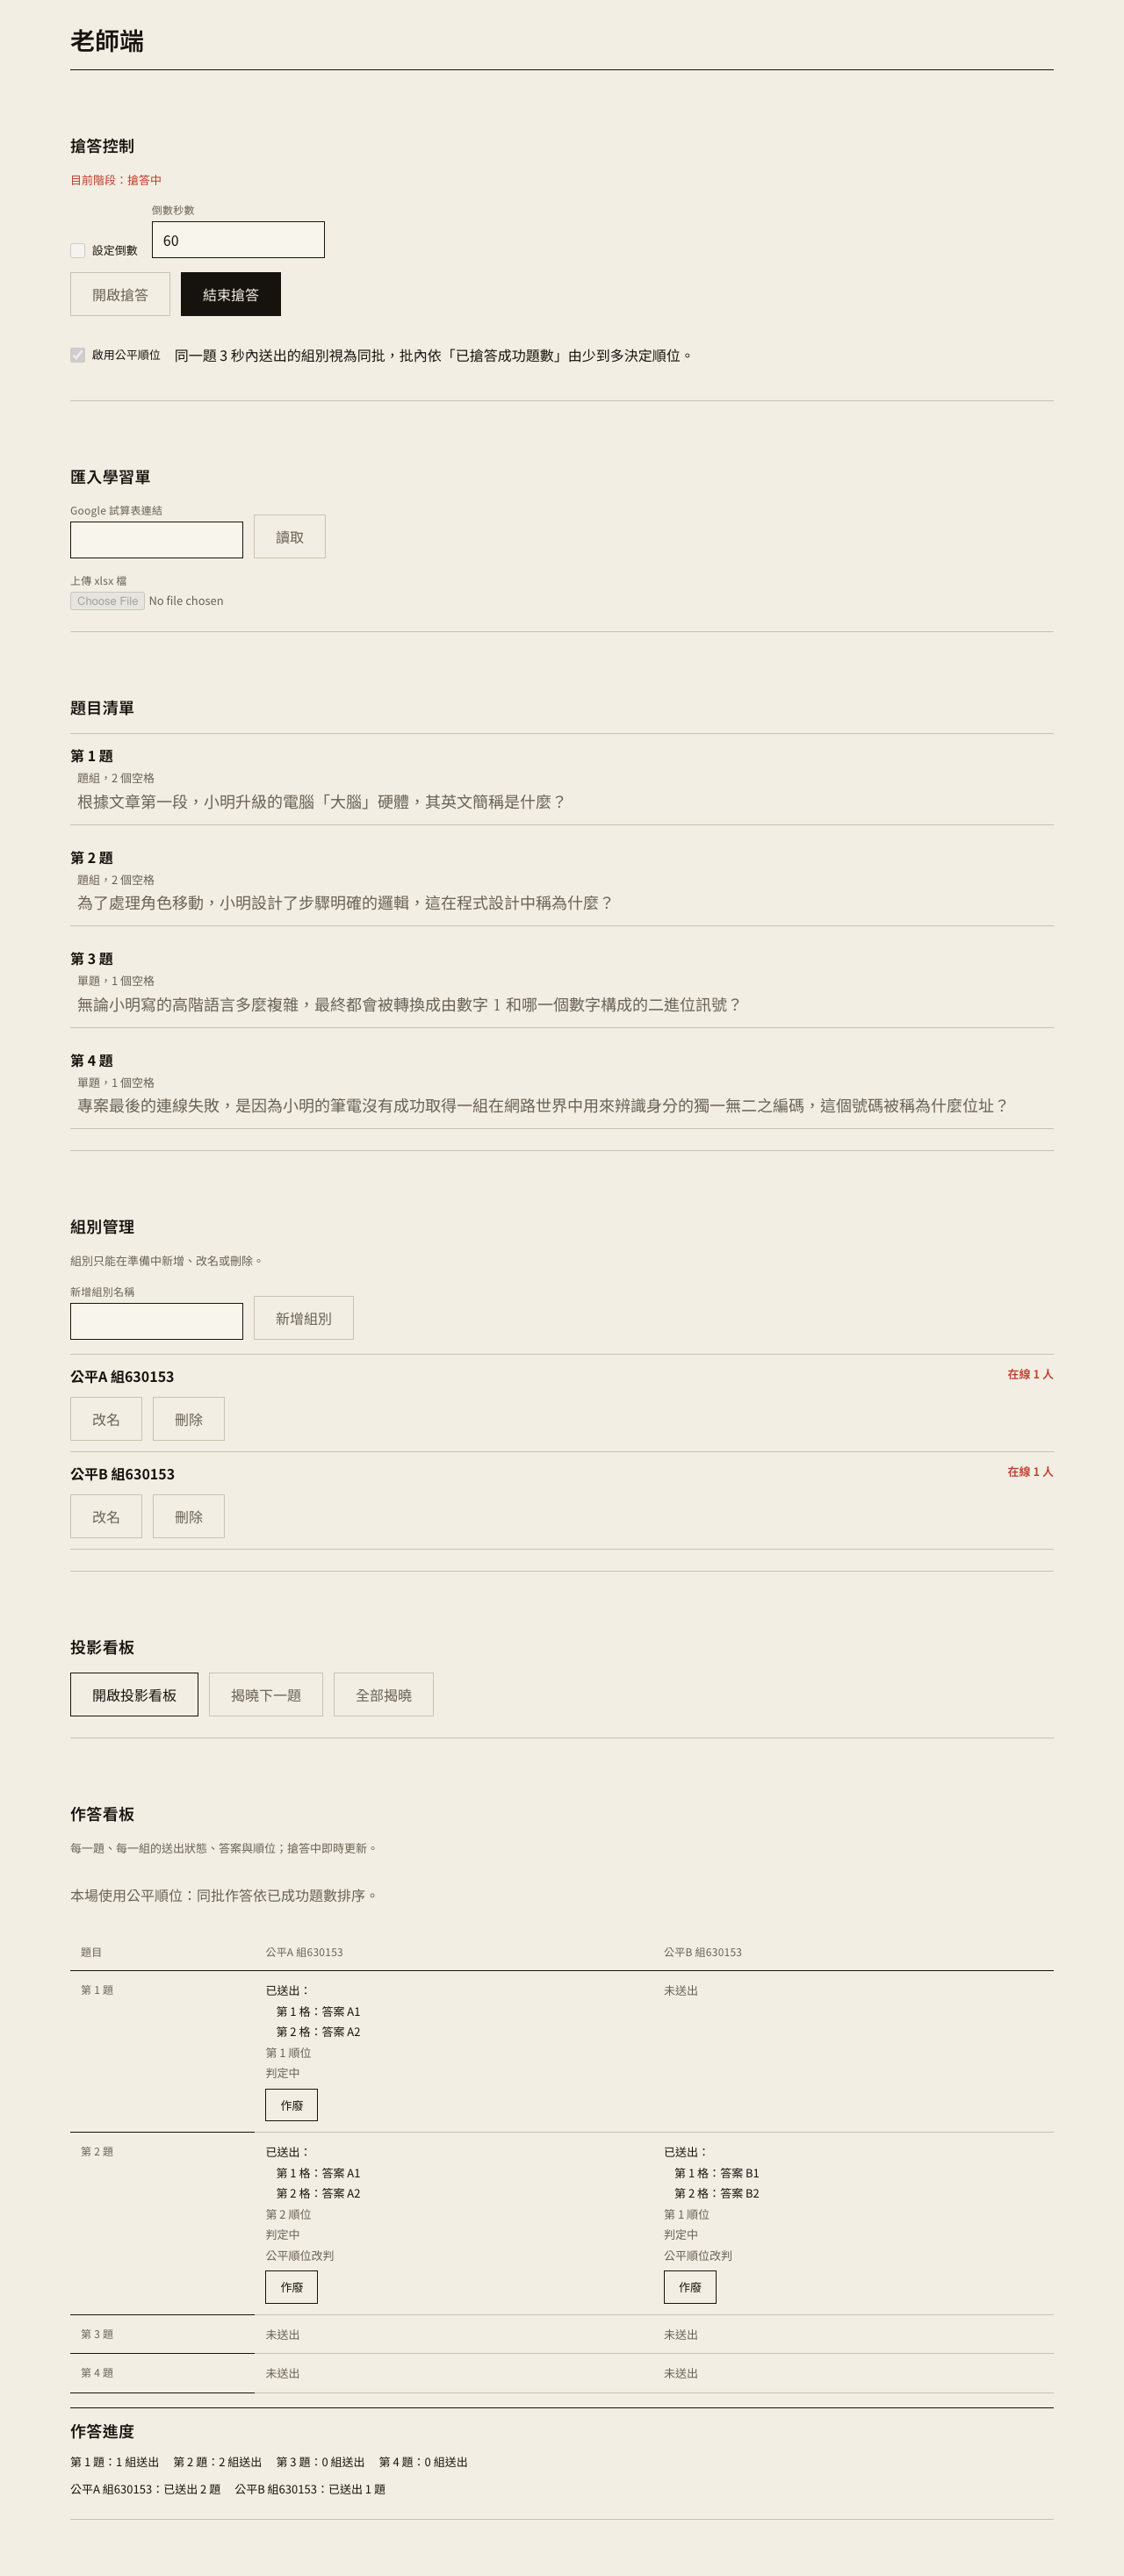 老師端
搶答控制
目前階段：搶答中
倒數秒數
設定倒數
60
開啟搶答 結束搶答
啟用公平順位 同一題 3 秒內送出的組別視為同批，批內依「已搶答成功題數」由少到多決定順位。
匯入學習單
Google 試算表連結
讀取
上傳 xlsx 檔
Choose File No file chosen
題目清單
第 1 題
題組，2 個空格
根據文章第一段，小明升級的電腦「大腦」硬體，其英文簡稱是什麼？
第 2 題
題組，2 個空格
為了處理角色移動，小明設計了步驟明確的邏輯，這在程式設計中稱為什麼？
第 3 題
單題，1 個空格
無論小明寫的高階語言多麼複雜，最終都會被轉換成由數字 1 和哪一個數字構成的二進位訊號？
第 4 題
單題，1 個空格
專案最後的連線失敗，是因為小明的筆電沒有成功取得一組在網路世界中用來辨識身分的獨一無二之編碼，這個號碼被稱為什麼位址？
組別管理
組別只能在準備中新增、改名或刪除。
新增組別名稱
新增組別
公平A 組630153 在線 1 人
改名 刪除
公平B 組630153 在線 1 人
改名 刪除
投影看板
開啟投影看板 揭曉下一題 全部揭曉
作答看板
每一題、每一組的送出狀態、答案與順位；搶答中即時更新。
本場使用公平順位：同批作答依已成功題數排序。
題目 公平A 組630153 公平B 組630153
第 1 題 已送出： 未送出
第 1 格：答案 A1
第 2 格：答案 A2
第 1 順位
判定中
作廢
第 2 題 已送出： 已送出：
第 1 格：答案 A1 第 1 格：答案 B1
第 2 格：答案 A2 第 2 格：答案 B2
第 2 順位 第 1 順位
判定中 判定中
公平順位改判 公平順位改判
作廢 作廢
第 3 題 未送出 未送出
第 4 題 未送出 未送出
作答進度
第 1 題：1 組送出 第 2 題：2 組送出 第 3 題：0 組送出 第 4 題：0 組送出
公平A 組630153：已送出 2 題 公平B 組630153：已送出 1 題